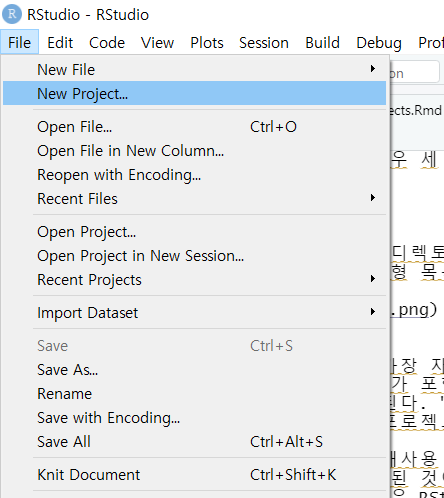 RStudio - RStudio
File Edit Code View Plots Session Build Debug Prof
New File
New Project...
ects.Rmd
Open File... Ctrl+O
Open File in New Column...
우 세
Reopen with Encoding...
Recent Files
Open Project...
디렉토
Open Project in New Session...
형 목
Recent Projects
Import Dataset
.png)
Save Ctrl+S
Save As...
장 지
Rename
가 포
Save with Encoding...
된다. "
Save All Ctrl+Alt+S
프로젝
재사용
Knit Document Ctrl+Shift+K
된 것